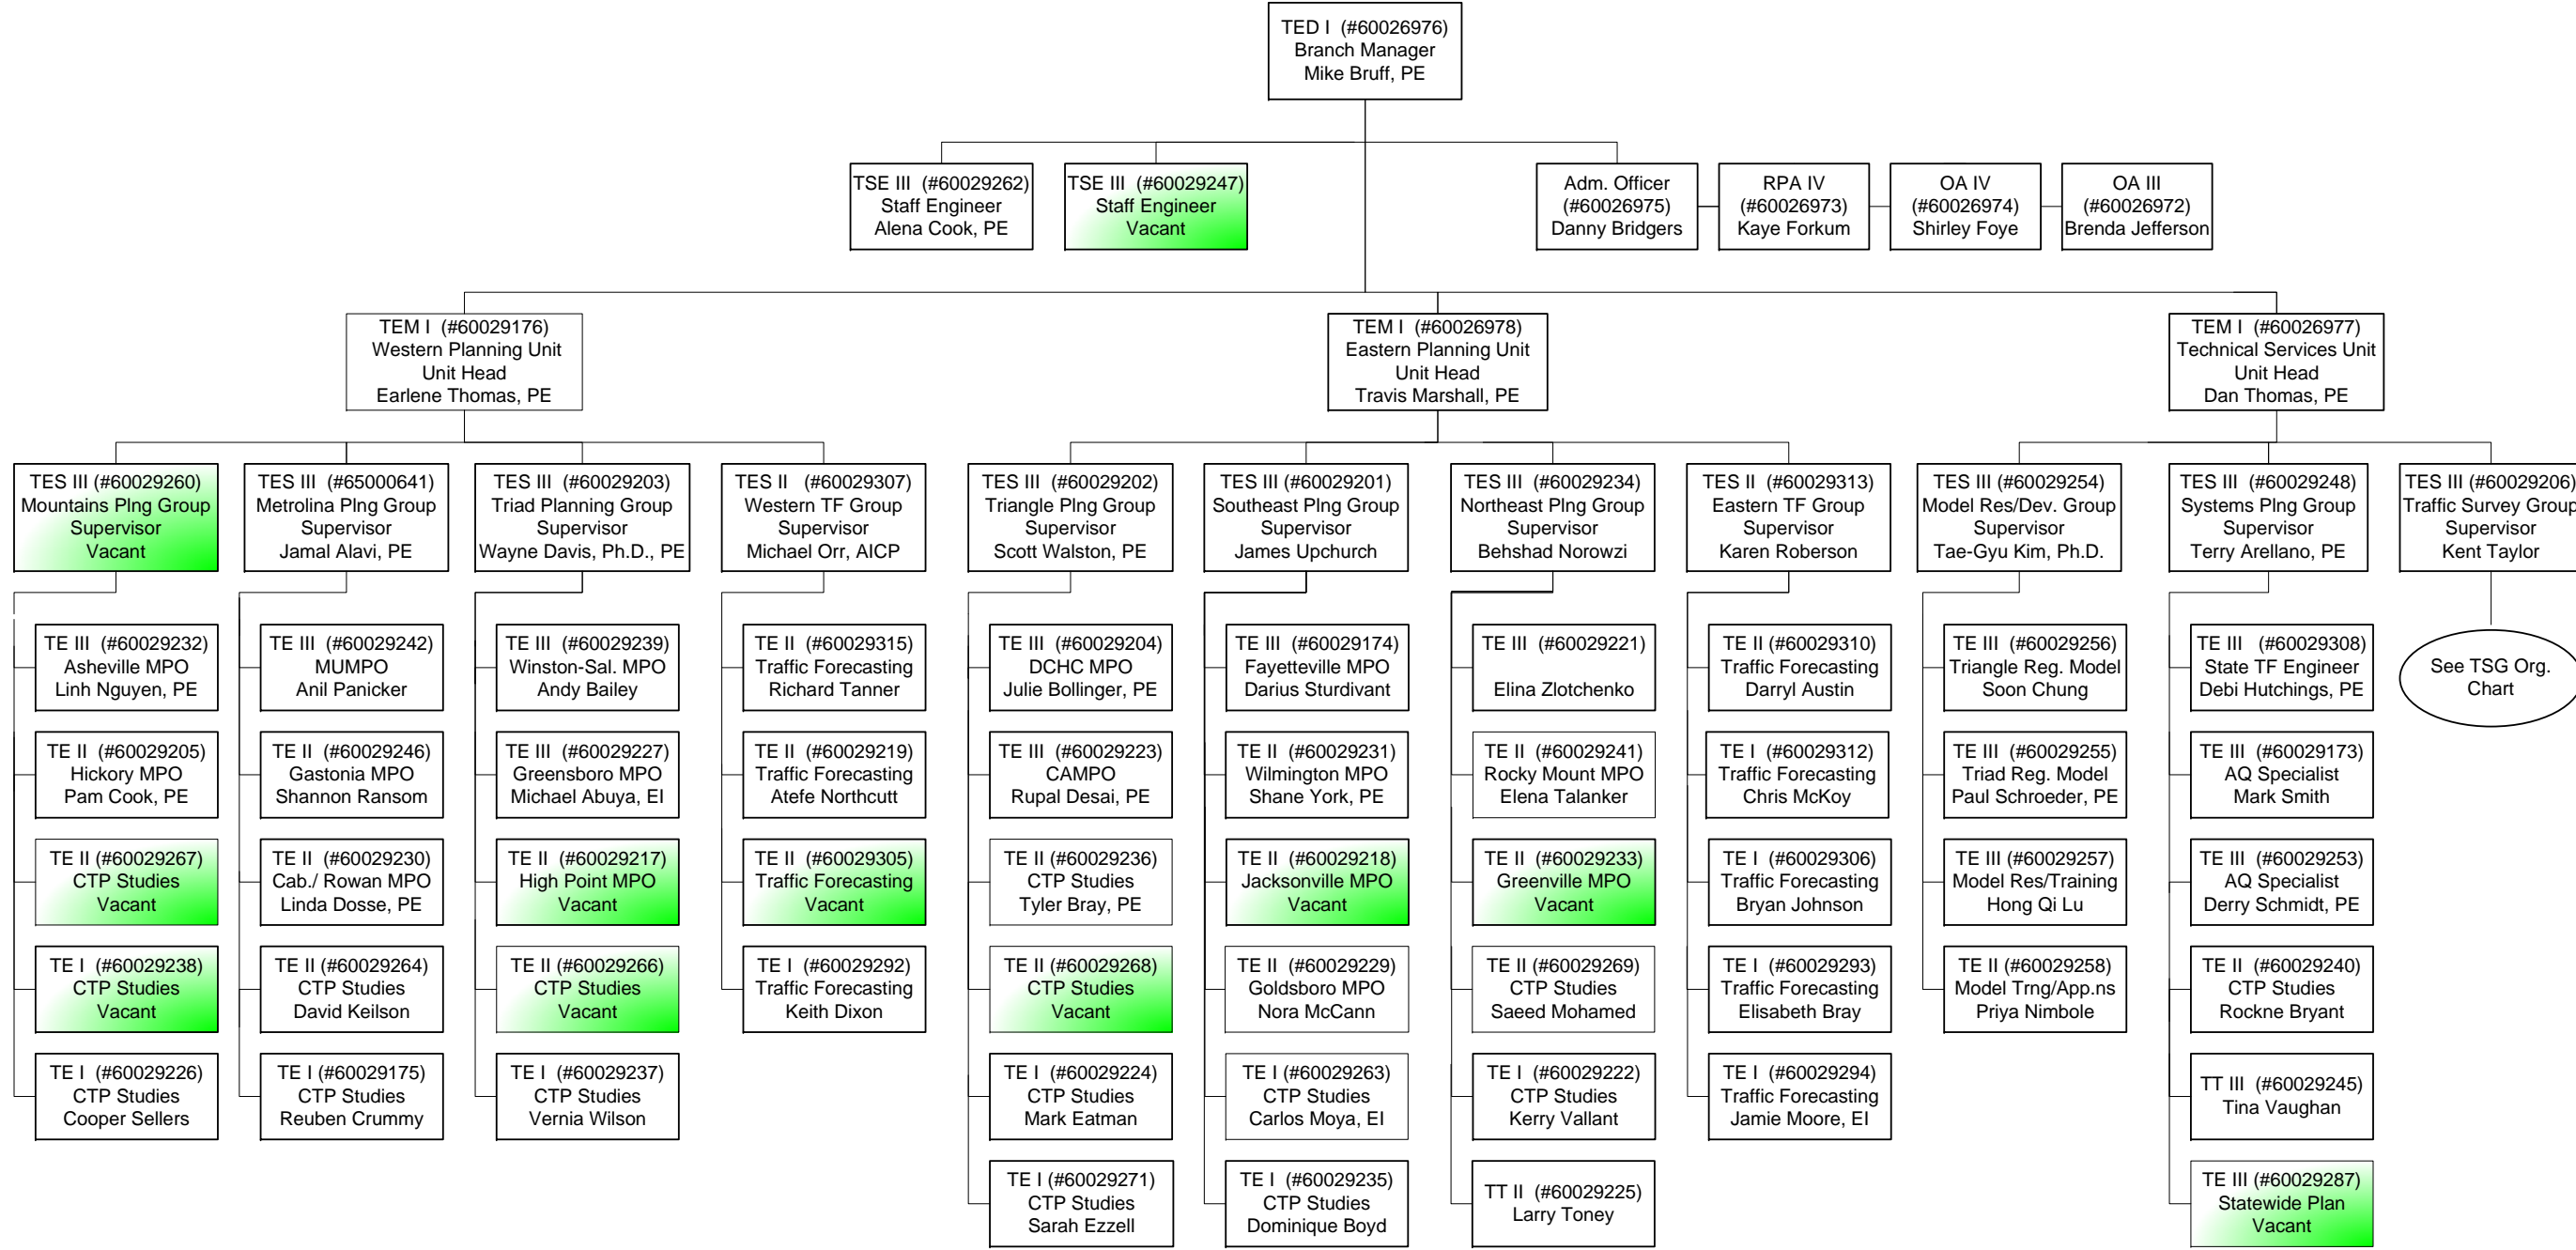 TED I (#60026976)
Branch Manager
Mike Bruff, PE
TSE III (#60029262)
Staff Engineer
Alena Cook, PE
TSE III (#60029247)
Staff Engineer
Vacant
Adm. Officer
(#60026975)
Danny Bridgers
RPA IV
(#60026973)
Kaye Forkum
OA IV
(#60026974)
Shirley Foye
OA III
(#60026972)
Brenda Jefferson
TEM I (#60029176)
Western Planning Unit
Unit Head
Earlene Thomas, PE
TEM I (#60026978)
Eastern Planning Unit
Unit Head
Travis Marshall, PE
TEM I (#60026977)
Technical Services Unit
Unit Head
Dan Thomas, PE
TES III (#60029260)
Mountains Plng Group
Supervisor
Vacant
TES III (#65000641)
Metrolina Plng Group
Supervisor
Jamal Alavi, PE
TES III (#60029203)
Triad Planning Group
Supervisor
Wayne Davis, Ph.D., PE
TES II (#60029307)
Western TF Group
Supervisor
Michael Orr, AICP
TES III (#60029202)
Triangle Plng Group
Supervisor
Scott Walston, PE
TES III (#60029201)
Southeast Plng Group
Supervisor
James Upchurch
TES III (#60029234)
Northeast Plng Group
Supervisor
Behshad Norowzi
TES II (#60029313)
Eastern TF Group
Supervisor
Karen Roberson
TES III (#60029254)
Model Res/Dev. Group
Supervisor
Tae-Gyu Kim, Ph.D.
TES III (#60029248)
Systems Plng Group
Supervisor
Terry Arellano, PE
TES III (#60029206)
Traffic Survey Group
Supervisor
Kent Taylor
TE III (#60029232)
Asheville MPO
Linh Nguyen, PE
TE III (#60029242)
MUMPO
Anil Panicker
TE III (#60029239)
Winston-Sal. MPO
Andy Bailey
TE II (#60029315)
Traffic Forecasting
Richard Tanner
TE III (#60029204)
DCHC MPO
Julie Bollinger, PE
TE III (#60029174)
Fayetteville MPO
Darius Sturdivant
TE III (#60029221)
Elina Zlotchenko
TE II (#60029310)
Traffic Forecasting
Darryl Austin
TE III (#60029256)
Triangle Reg. Model
Soon Chung
TE III (#60029308)
State TF Engineer
Debi Hutchings, PE
See TSG Org.
Chart
TE II (#60029205)
Hickory MPO
Pam Cook, PE
TE II (#60029246)
Gastonia MPO
Shannon Ransom
TE III (#60029227)
Greensboro MPO
Michael Abuya, EI
TE II (#60029219)
Traffic Forecasting
Atefe Northcutt
TE III (#60029223)
CAMPO
Rupal Desai, PE
TE II (#60029231)
Wilmington MPO
Shane York, PE
TE II (#60029241)
Rocky Mount MPO
Elena Talanker
TE I (#60029312)
Traffic Forecasting
Chris McKoy
TE III (#60029255)
Triad Reg. Model
Paul Schroeder, PE
TE III (#60029173)
AQ Specialist
Mark Smith
TE II (#60029267)
CTP Studies
Vacant
TE II (#60029230)
Cab./ Rowan MPO
Linda Dosse, PE
TE II (#60029217)
High Point MPO
Vacant
TE II (#60029305)
Traffic Forecasting
Vacant
TE II (#60029236)
CTP Studies
Tyler Bray, PE
TE II (#60029218)
Jacksonville MPO
Vacant
TE II (#60029233)
Greenville MPO
Vacant
TE I (#60029306)
Traffic Forecasting
Bryan Johnson
TE III (#60029257)
Model Res/Training
Hong Qi Lu
TE III (#60029253)
AQ Specialist
Derry Schmidt, PE
TE I (#60029238)
CTP Studies
Vacant
TE II (#60029264)
CTP Studies
David Keilson
TE II (#60029266)
CTP Studies
Vacant
TE I (#60029292)
Traffic Forecasting
Keith Dixon
TE II (#60029268)
CTP Studies
Vacant
TE II (#60029229)
Goldsboro MPO
Nora McCann
TE II (#60029269)
CTP Studies
Saeed Mohamed
TE I (#60029293)
Traffic Forecasting
Elisabeth Bray
TE II (#60029258)
Model Trng/App.ns
Priya Nimbole
TE II (#60029240)
CTP Studies
Rockne Bryant
TE I (#60029226)
CTP Studies
Cooper Sellers
TE I (#60029175)
CTP Studies
Reuben Crummy
TE I (#60029237)
CTP Studies
Vernia Wilson
TE I (#60029224)
CTP Studies
Mark Eatman
TE I (#60029263)
CTP Studies
Carlos Moya, EI
TE I (#60029222)
CTP Studies
Kerry Vallant
TE I (#60029294)
Traffic Forecasting
Jamie Moore, EI
TT III (#60029245)
Tina Vaughan
TE I (#60029271)
CTP Studies
Sarah Ezzell
TE I (#60029235)
CTP Studies
Dominique Boyd
TT II (#60029225)
Larry Toney
TE III (#60029287)
Statewide Plan
Vacant